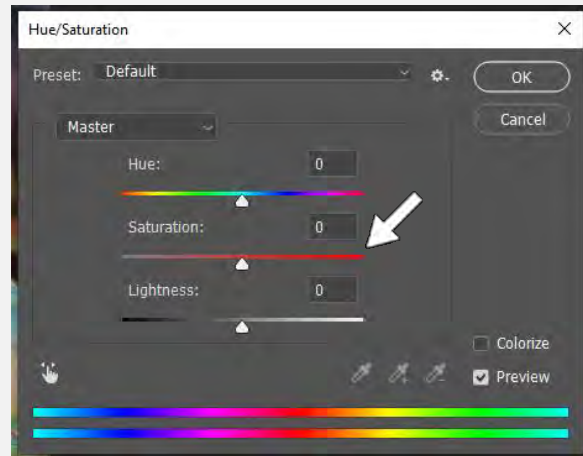 Hue/Saturation
Preset: Default
OK
Cancel
Master
Hue: 0
Saturation: 0
Lightness: 0
Colorize
Preview